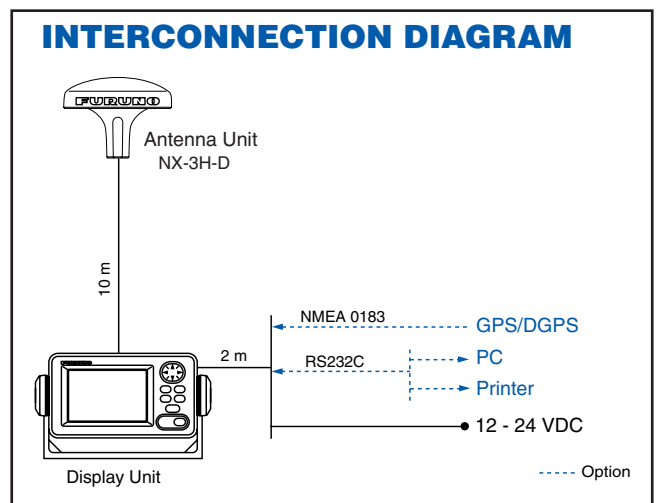 INTERCONNECTION DIAGRAM
FURUNO
Antenna Unit
NX-3H-D
10 m
NMEA 0183
GPS/DGPS
2 m
RS232C
PC
Printer
12 - 24 VDC
Display Unit
Option